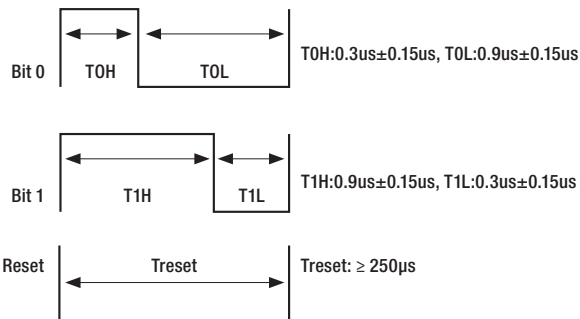 T0H:0.3us±0.15us, T0L:0.9us±0.15us
Bit 0
T0H
T0L
T1H:0.9us±0.15us, T1L:0.3us±0.15us
Bit 1
T1H
T1L
Reset
Treset
Treset: ≥ 250µs